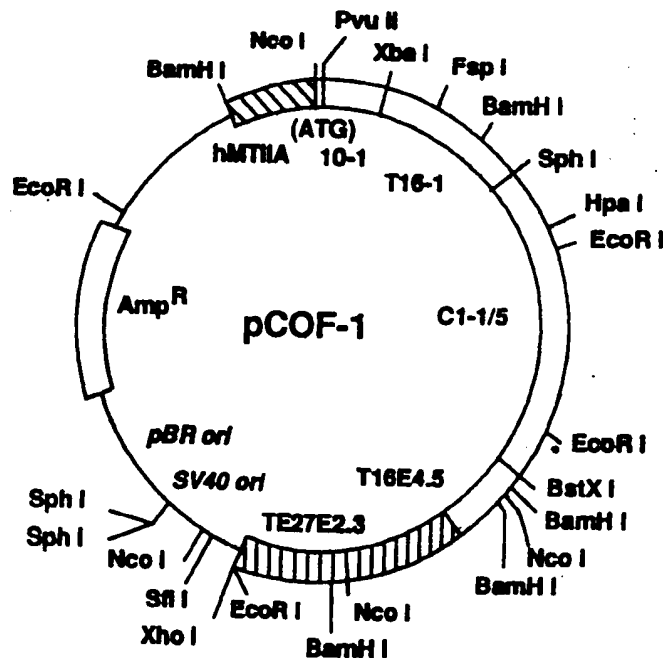 Pvu II
Nco I
Xba I
BamH I
Fsp I
BamH I
(ATG)
hMTIIA
10-1
Sph I
T16-1
EcoR I
Hpa I
EcoR I
Amp^R
pCOF-1
C1-1/5
EcoR I
pBR ori
T16E4.5
SV40 ori
BstX I
Sph I
TE27E2.3
BamH I
Sph I
Nco I
Nco I
BamH I
Sfi I
EcoR I
Nco I
Xho I
BamH I